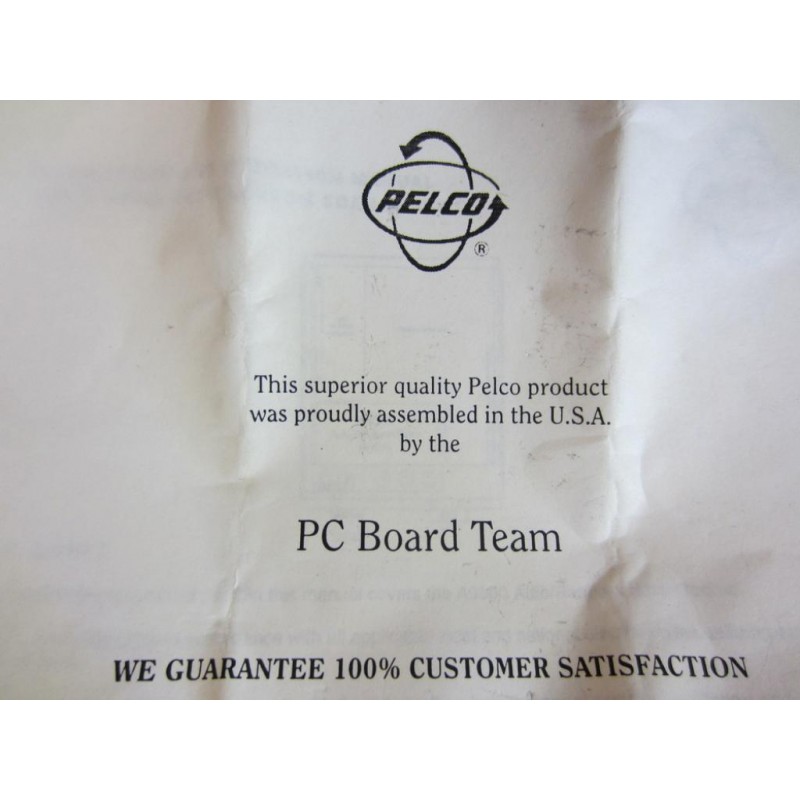 PELCO
®
This superior quality Pelco product
was proudly assembled in the U.S.A.
by the
PC Board Team
WE GUARANTEE 100% CUSTOMER SATISFACTION